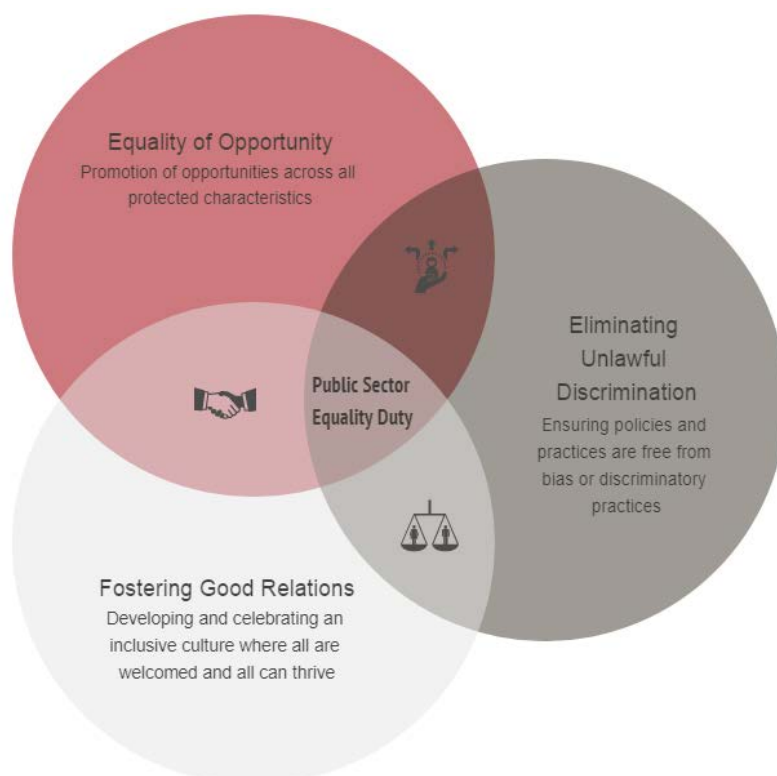 Equality of Opportunity
Promotion of opportunities across all
protected characteristics
Eliminating
Unlawful
Discrimination
Ensuring policies and
practices are free from
bias or discriminatory
practices
Public Sector
Equality Duty
Fostering Good Relations
Developing and celebrating an
inclusive culture where all are
welcomed and all can thrive